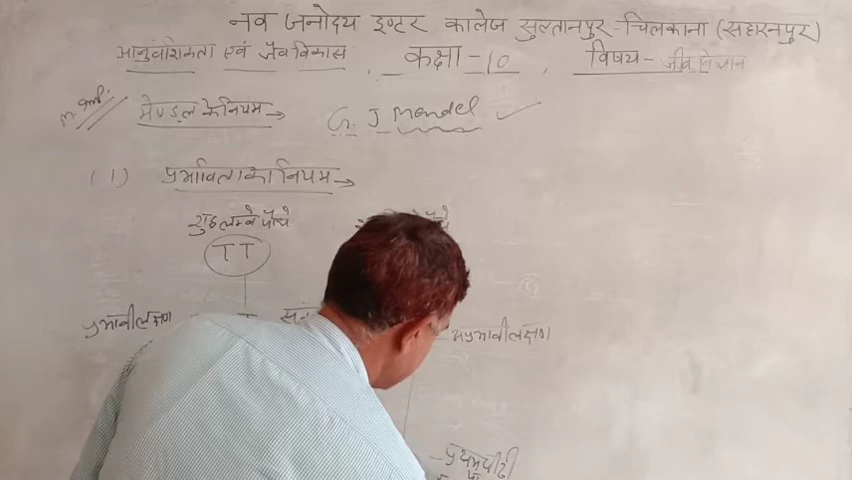 नव जनोदय इण्टर कालेज सुल्तानपुर-चिलकाना (सहारनपुर)
आनुवंशिकता एवं जैव विकास, कक्षा-10, विषय- जीव विज्ञान
मेण्डल के नियम → G. J Mendel ✓
(1) प्रभाविता का नियम →
शुद्ध लम्बे पौधे
TT
प्रभावी लक्षण
अप्रभावी लक्षण
- प्रथम पीढ़ी